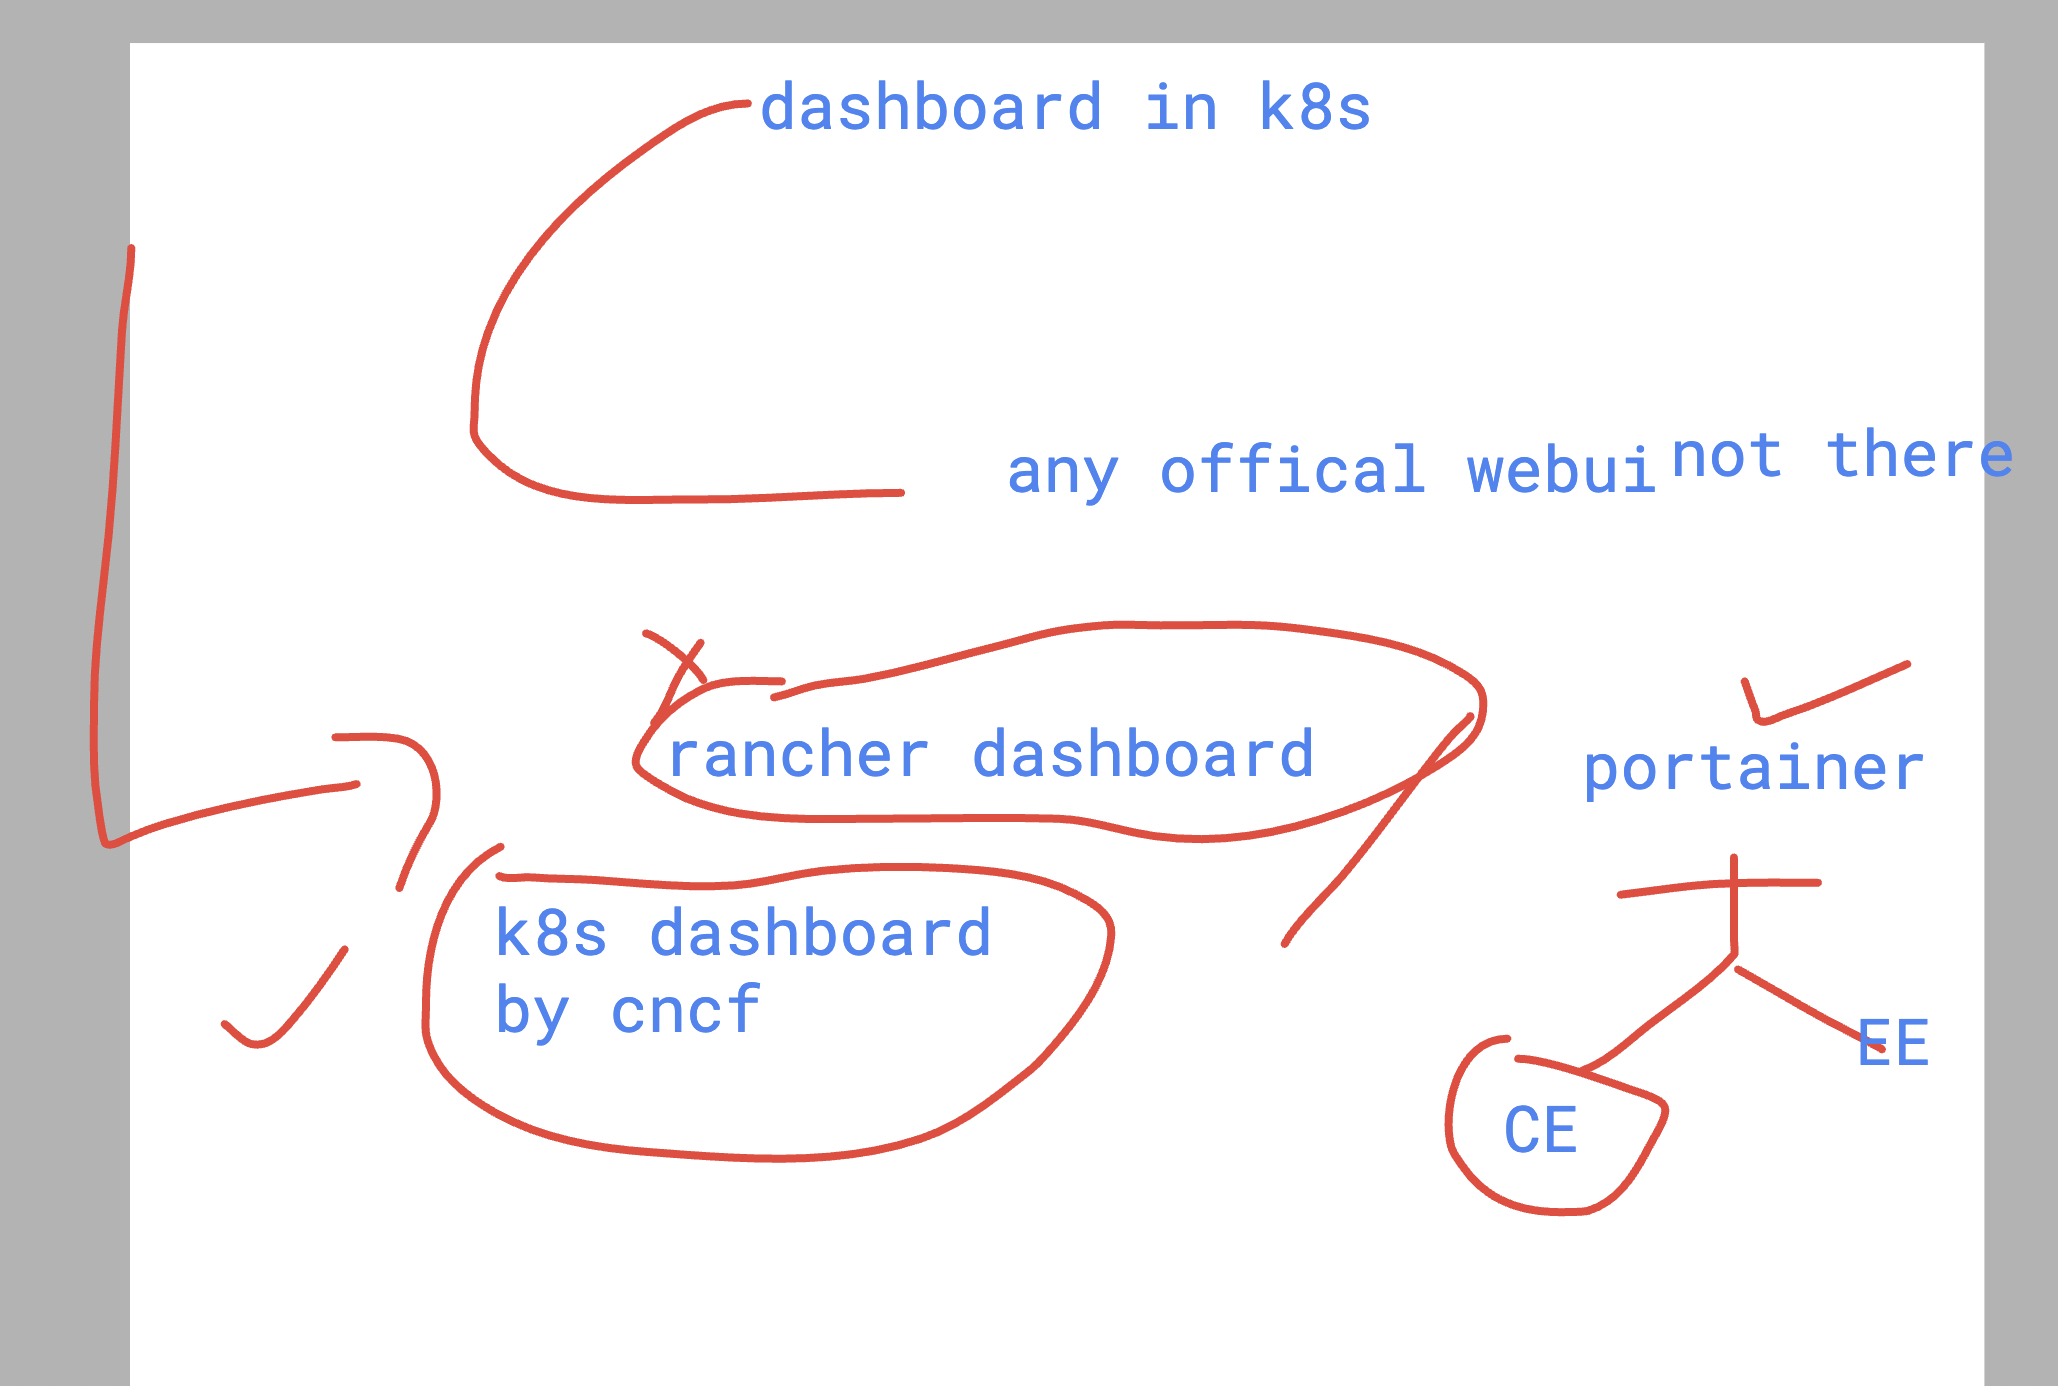 dashboard in k8s
any offical webui not there
rancher dashboard
portainer
k8s dashboard
by cncf
EE
CE